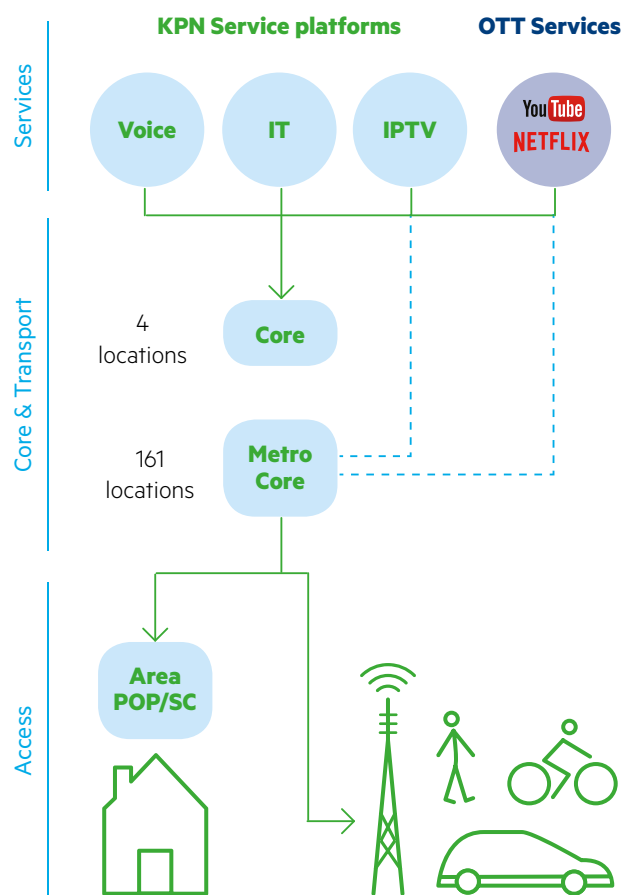 KPN Service platforms
OTT Services
Services
Voice
IT
IPTV
YouTube
NETFLIX
Core & Transport
4
locations
Core
161
locations
Metro
Core
Access
Area
POP/SC